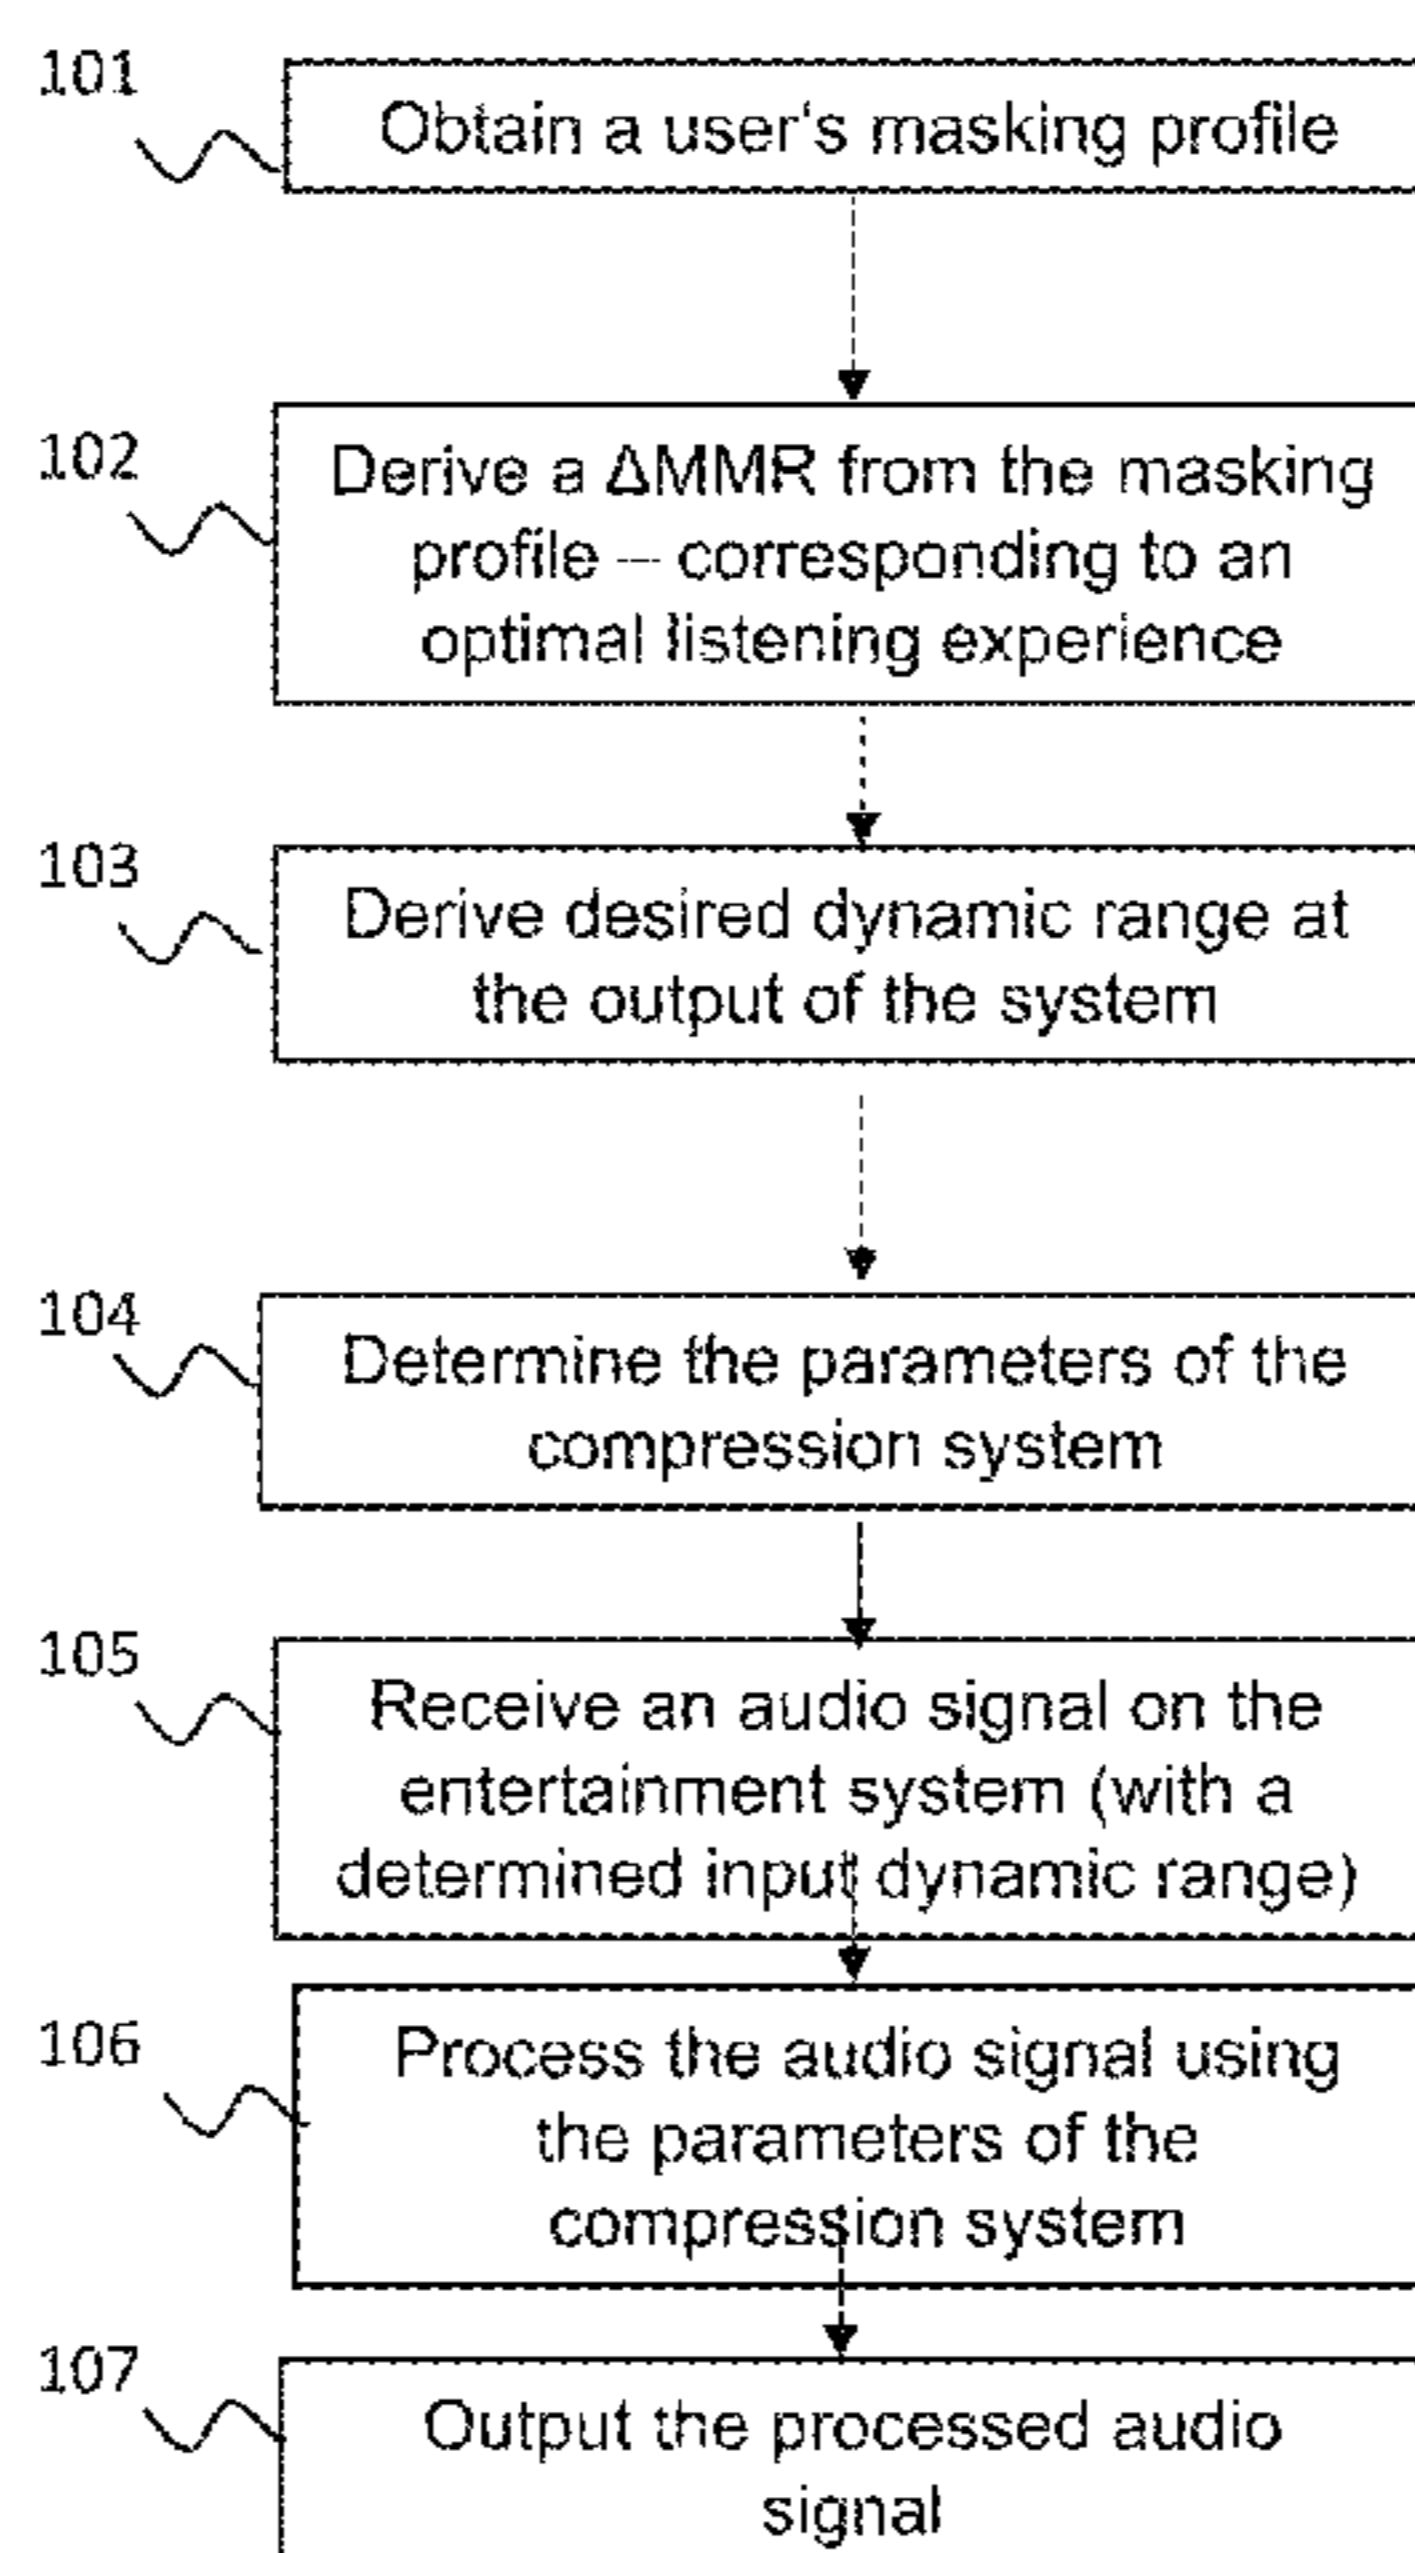 101
Obtain a user‘s masking profile
102
Derive a ΔMMR from the masking
profile – corresponding to an
optimal listening experience
103
Derive desired dynamic range at
the output of the system
104
Determine the parameters of the
compression system
105
Receive an audio signal on the
entertainment system (with a
determined input dynamic range)
106
Process the audio signal using
the parameters of the
compression system
107
Output the processed audio
signal